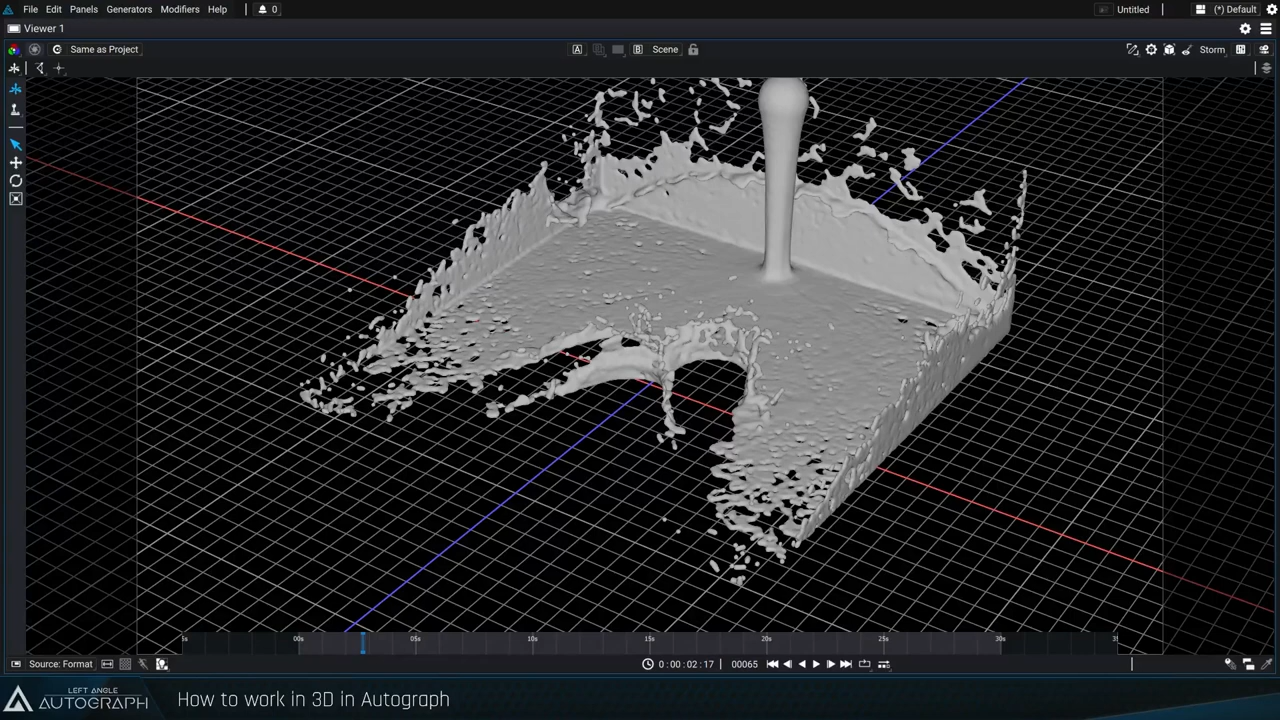 File Edit Panels Generators Modifiers Help 0 Untitled (*) Default
Viewer 1
Same as Project A B Scene Storm
00s 05s 10s 15s 20s 25s 30s
Source: Format 0:00:02:17 00065
LEFT ANGLE
AUTOGRAPH
How to work in 3D in Autograph